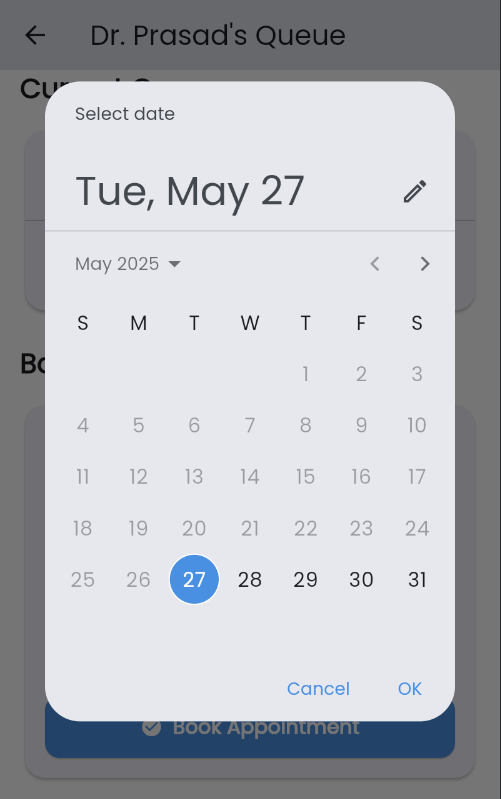 Dr. Prasad's Queue
Select date
Tue, May 27
May 2025
S M T W T F S
1 2 3
4 5 6 7 8 9 10
11 12 13 14 15 16 17
18 19 20 21 22 23 24
25 26 27 28 29 30 31
Cancel OK
Book Appointment